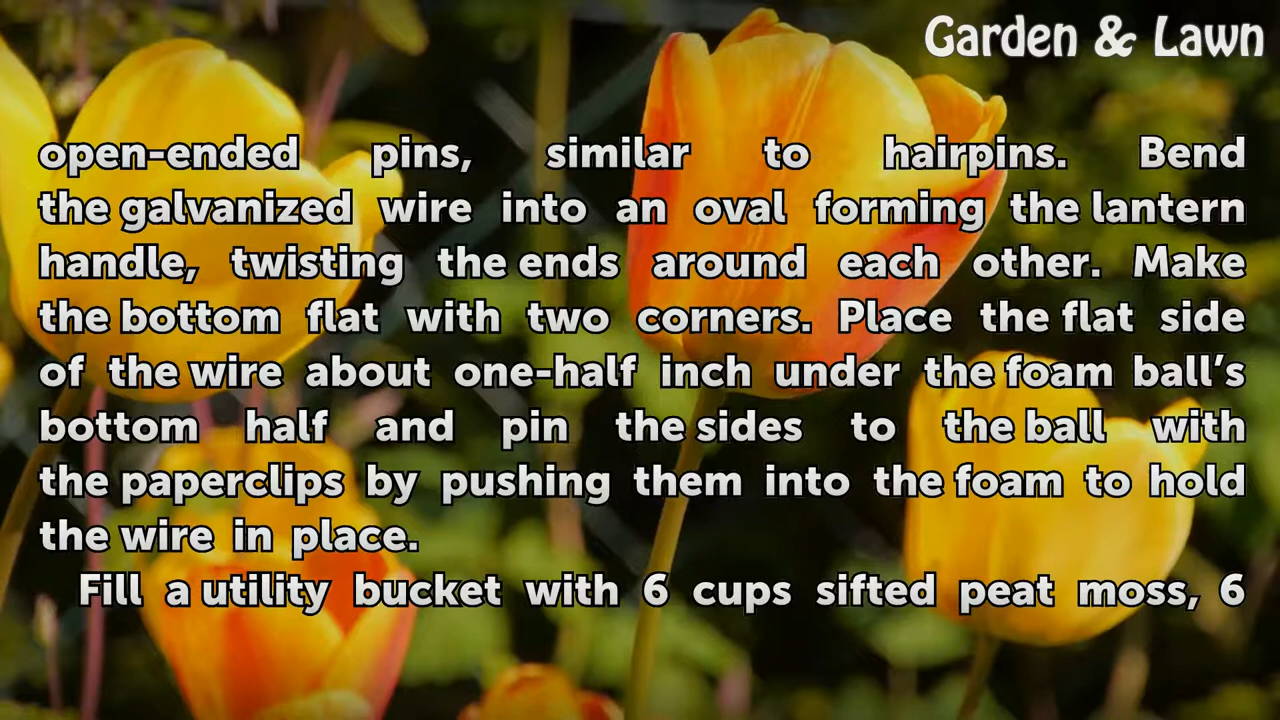 Garden & Lawn
open-ended pins, similar to hairpins. Bend
the galvanized wire into an oval forming the lantern
handle, twisting the ends around each other. Make
the bottom flat with two corners. Place the flat side
of the wire about one-half inch under the foam ball’s
bottom half and pin the sides to the ball with
the paperclips by pushing them into the foam to hold
the wire in place.
Fill a utility bucket with 6 cups sifted peat moss, 6